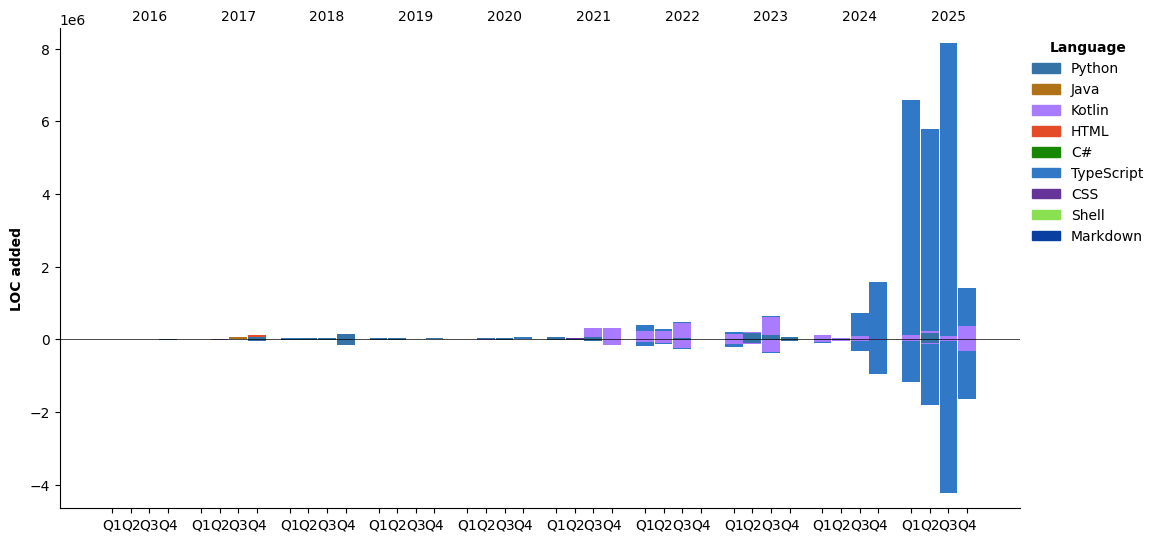 1e6
2016 2017 2018 2019 2020 2021 2022 2023 2024 2025
Language
Python
Java
Kotlin
HTML
C#
TypeScript
CSS
Shell
Markdown
LOC added
8
6
4
2
0
−2
−4
Q1Q2Q3Q4 Q1Q2Q3Q4 Q1Q2Q3Q4 Q1Q2Q3Q4 Q1Q2Q3Q4 Q1Q2Q3Q4 Q1Q2Q3Q4 Q1Q2Q3Q4 Q1Q2Q3Q4 Q1Q2Q3Q4